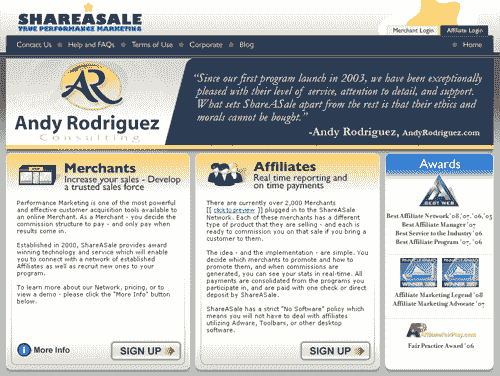 SHAREASALE
TRUE PERFORMANCE MARKETING
Merchant Login
Affiliate Login
Contact Us
Help and FAQs
Terms of Use
Corporate
Blog
Home
AR
Andy Rodriguez
Consulting
“Since our first program launch in 2003, we have been exceptionally
pleased with their level of service, attention to detail, and support.
What sets ShareASale apart from the rest is that their ethics and
morals cannot be bought.”
-Andy Rodriguez, AndyRodriguez.com
Merchants
Increase your sales - Develop
a trusted sales force
Performance Marketing is one of the most powerful
and effective customer acquisition tools available to
an online Merchant. As a Merchant - you decide the
commission structure to pay - and only pay when
results come in.
Established in 2000, ShareASale provides award
winning technology and service which will enable
you to connect with a network of established
Affiliates as well as recruit new ones to your
program.
To learn more about our Network, pricing, or to
view a demo - please click the "More Info" button
below.
More Info
SIGN UP
Affiliates
Real time reporting and
on time payments
There are currently over 2,000 Merchants
[[ click to preview ]] plugged in to the ShareASale
Network. Each of these merchants has a different
type of product that they are selling - and each is
ready to commission you on that sale if you bring a
customer to them.
The idea - and the implementation - are simple. You
decide which merchants to promote and how to
promote them, and when commissions are
generated, you can see your stats in real time. All
payments are consolidated from the programs you
participate in, and are paid with one check or direct
deposit by ShareASale.
ShareASale has a strict "No Software" policy which
means you will not have to deal with affiliates
utilizing Adware, Toolbars, or other desktop
software.
SIGN UP
Awards
BEST WEB
Best Affiliate Network '08,'07,'06,'05
Best Affiliate Manager '07
Best Service to the Industry '06
Best Affiliate Program '07, '06
Affiliate Marketing Legend '08
Affiliate Marketing Advocate '07
AffiliateFairPlay.com
Fair Practice Award '06